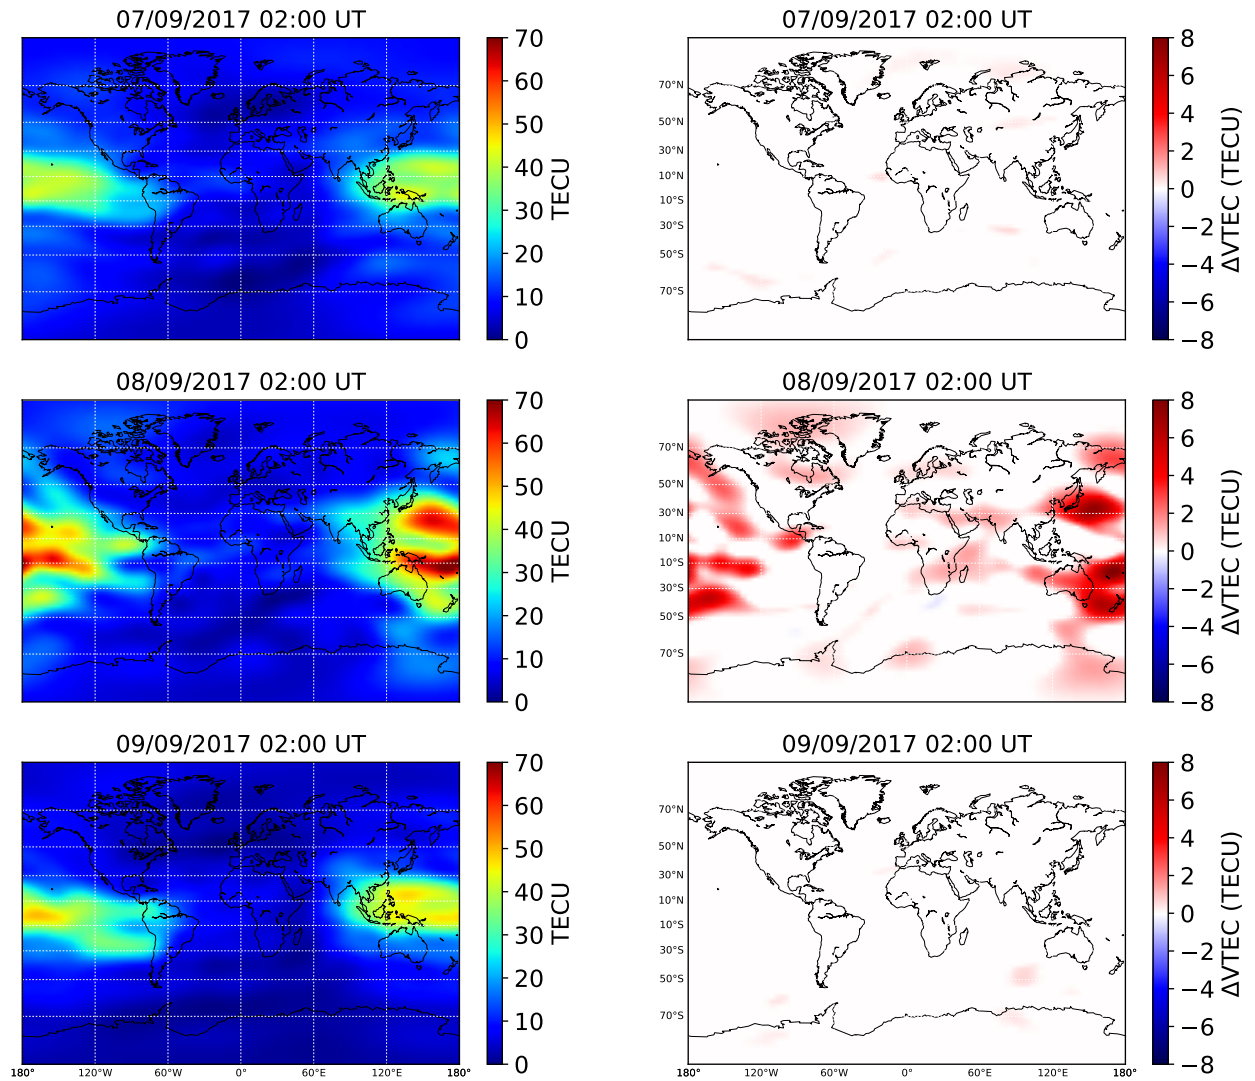 07/09/2017 02:00 UT
70
60
50
40
30
20
10
0
TECU
07/09/2017 02:00 UT
70°N
50°N
30°N
10°N
10°S
30°S
50°S
70°S
8
6
4
2
0
−2
−4
−6
−8
ΔVTEC (TECU)
08/09/2017 02:00 UT
70
60
50
40
30
20
10
0
TECU
08/09/2017 02:00 UT
70°N
50°N
30°N
10°N
10°S
30°S
50°S
70°S
8
6
4
2
0
−2
−4
−6
−8
ΔVTEC (TECU)
09/09/2017 02:00 UT
70
60
50
40
30
20
10
0
TECU
180° 120°W 60°W 0° 60°E 120°E 180°
09/09/2017 02:00 UT
70°N
50°N
30°N
10°N
10°S
30°S
50°S
70°S
8
6
4
2
0
−2
−4
−6
−8
ΔVTEC (TECU)
180° 120°W 60°W 0° 60°E 120°E 180°